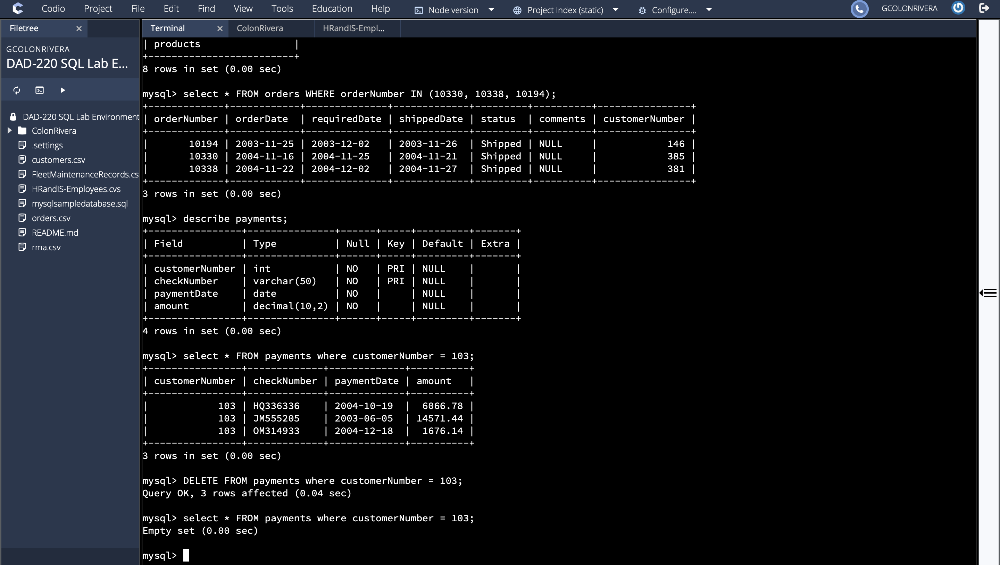 Codio Project File Edit Find View Tools Education Help Node version Project Index (static) Configure.... GCOLONRIVERA
Filetree
GCOLONRIVERA
DAD-220 SQL Lab E...
DAD-220 SQL Lab Environment
ColonRivera
.settings
customers.csv
FleetMaintenanceRecords.cs
HRandIS-Employees.cvs
mysqlsampledatabase.sql
orders.csv
README.md
rma.csv
Terminal ColonRivera HRandIS-Empl...
| products                |
+-------------------------+
8 rows in set (0.00 sec)
mysql> select * FROM orders WHERE orderNumber IN (10330, 10338, 10194);
+-------------+------------+--------------+-------------+---------+----------+----------------+
| orderNumber | orderDate  | requiredDate | shippedDate | status  | comments | customerNumber |
+-------------+------------+--------------+-------------+---------+----------+----------------+
|       10194 | 2003-11-25 | 2003-12-02   | 2003-11-26  | Shipped | NULL     |            146 |
|       10330 | 2004-11-16 | 2004-11-25   | 2004-11-21  | Shipped | NULL     |            385 |
|       10338 | 2004-11-22 | 2004-12-02   | 2004-11-27  | Shipped | NULL     |            381 |
+-------------+------------+--------------+-------------+---------+----------+----------------+
3 rows in set (0.00 sec)
mysql> describe payments;
+----------------+---------------+------+-----+---------+-------+
| Field          | Type          | Null | Key | Default | Extra |
+----------------+---------------+------+-----+---------+-------+
| customerNumber | int           | NO   | PRI | NULL    |       |
| checkNumber    | varchar(50)   | NO   | PRI | NULL    |       |
| paymentDate    | date          | NO   |     | NULL    |       |
| amount         | decimal(10,2) | NO   |     | NULL    |       |
+----------------+---------------+------+-----+---------+-------+
4 rows in set (0.00 sec)
mysql> select * FROM payments where customerNumber = 103;
+----------------+-------------+-------------+----------+
| customerNumber | checkNumber | paymentDate | amount   |
+----------------+-------------+-------------+----------+
|            103 | HQ336336    | 2004-10-19  |  6066.78 |
|            103 | JM555205    | 2003-06-05  | 14571.44 |
|            103 | OM314933    | 2004-12-18  |  1676.14 |
+----------------+-------------+-------------+----------+
3 rows in set (0.00 sec)
mysql> DELETE FROM payments where customerNumber = 103;
Query OK, 3 rows affected (0.04 sec)
mysql> select * FROM payments where customerNumber = 103;
Empty set (0.00 sec)
mysql>